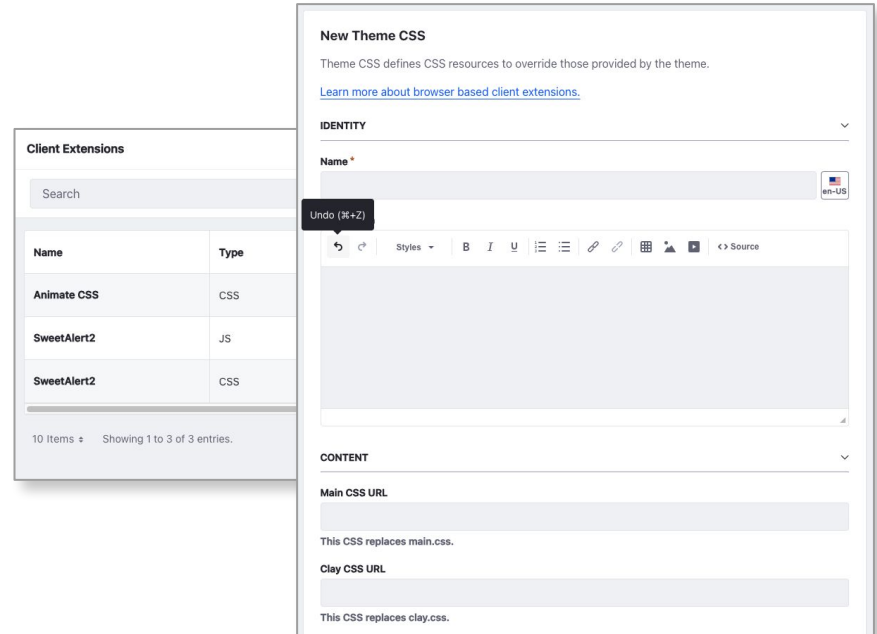 Client Extensions
Search
Name Type
Animate CSS CSS
SweetAlert2 JS
SweetAlert2 CSS
10 Items Showing 1 to 3 of 3 entries.
New Theme CSS
Theme CSS defines CSS resources to override those provided by the theme.
Learn more about browser based client extensions.
IDENTITY
Name *
en-US
Undo (⌘+Z)
Styles B I U <> Source
CONTENT
Main CSS URL
This CSS replaces main.css.
Clay CSS URL
This CSS replaces clay.css.